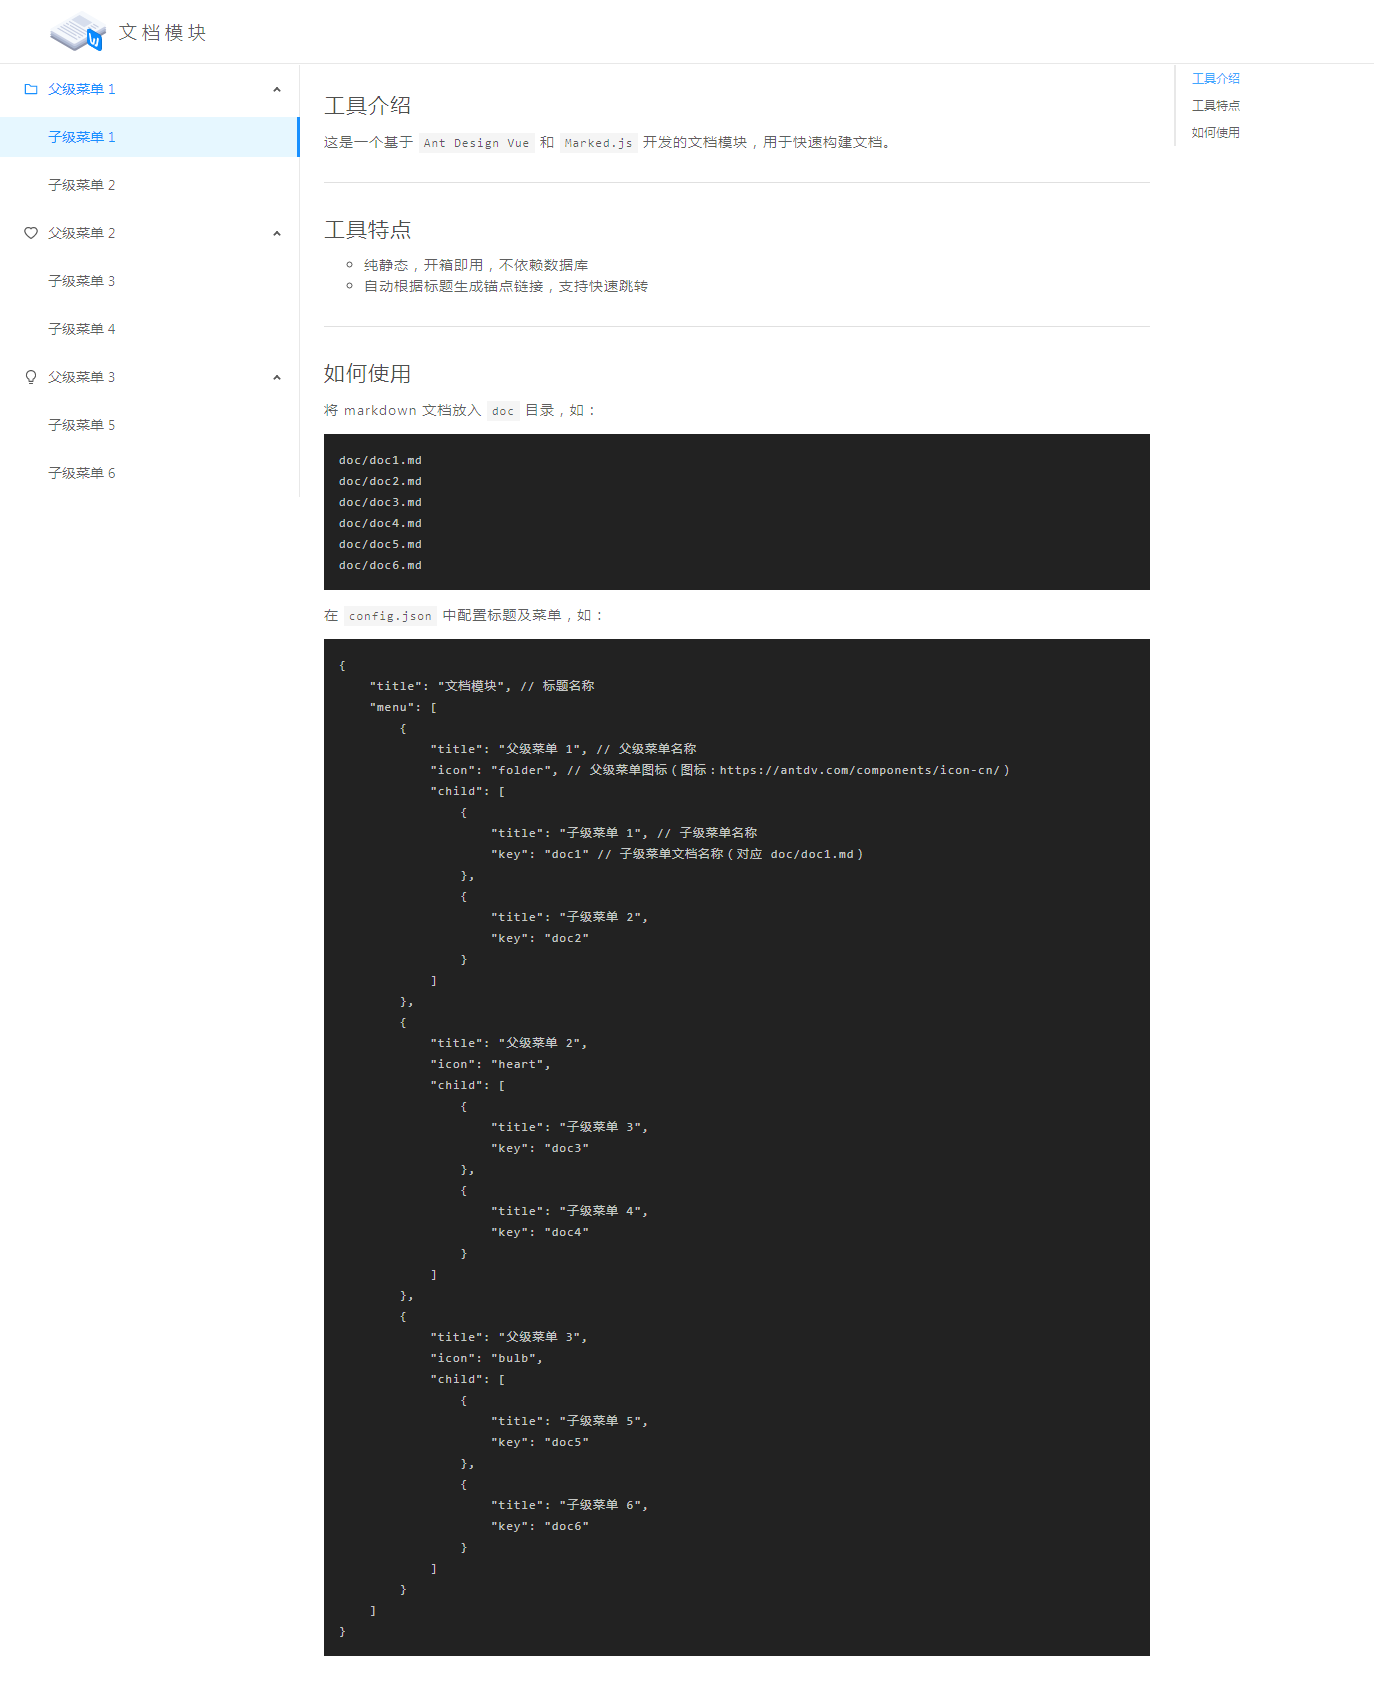 文档模块
父级菜单 1
子级菜单 1
子级菜单 2
父级菜单 2
子级菜单 3
子级菜单 4
父级菜单 3
子级菜单 5
子级菜单 6
工具介绍
这是一个基于 Ant Design Vue 和 Marked.js 开发的文档模块，用于快速构建文档。
工具特点
纯静态，开箱即用，不依赖数据库
自动根据标题生成锚点链接，支持快速跳转
如何使用
将 markdown 文档放入 doc 目录，如：
doc/doc1.md
doc/doc2.md
doc/doc3.md
doc/doc4.md
doc/doc5.md
doc/doc6.md
在 config.json 中配置标题及菜单，如：
{
    "title": "文档模块", // 标题名称
    "menu": [
        {
            "title": "父级菜单 1", // 父级菜单名称
            "icon": "folder", // 父级菜单图标（图标：https://antdv.com/components/icon-cn/）
            "child": [
                {
                    "title": "子级菜单 1", // 子级菜单名称
                    "key": "doc1" // 子级菜单文档名称（对应 doc/doc1.md）
                },
                {
                    "title": "子级菜单 2",
                    "key": "doc2"
                }
            ]
        },
        {
            "title": "父级菜单 2",
            "icon": "heart",
            "child": [
                {
                    "title": "子级菜单 3",
                    "key": "doc3"
                },
                {
                    "title": "子级菜单 4",
                    "key": "doc4"
                }
            ]
        },
        {
            "title": "父级菜单 3",
            "icon": "bulb",
            "child": [
                {
                    "title": "子级菜单 5",
                    "key": "doc5"
                },
                {
                    "title": "子级菜单 6",
                    "key": "doc6"
                }
            ]
        }
    ]
}
工具介绍
工具特点
如何使用